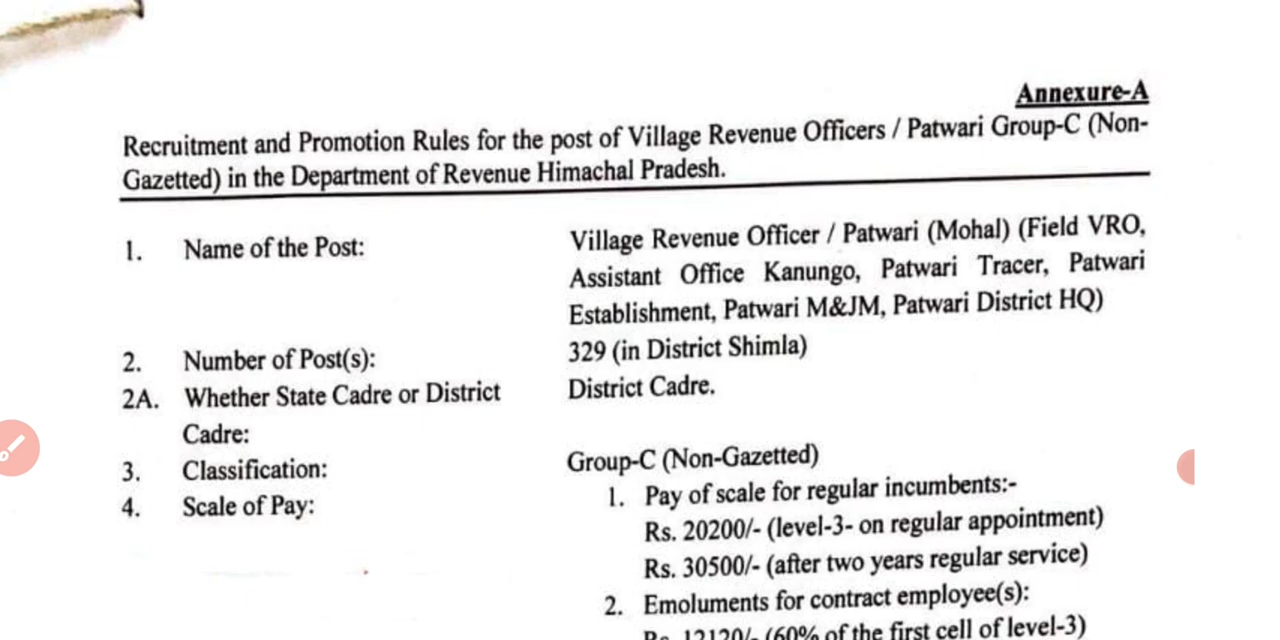 Annexure-A
Recruitment and Promotion Rules for the post of Village Revenue Officers / Patwari Group-C (Non-
Gazetted) in the Department of Revenue Himachal Pradesh.
1. Name of the Post: Village Revenue Officer / Patwari (Mohal) (Field VRO,
Assistant Office Kanungo, Patwari Tracer, Patwari
Establishment, Patwari M&JM, Patwari District HQ)
2. Number of Post(s): 329 (in District Shimla)
2A. Whether State Cadre or District District Cadre.
Cadre:
3. Classification: Group-C (Non-Gazetted)
4. Scale of Pay: 1. Pay of scale for regular incumbents:-
Rs. 20200/- (level-3- on regular appointment)
Rs. 30500/- (after two years regular service)
2. Emoluments for contract employee(s):
Rs. 12120/- (60% of the first cell of level-3)